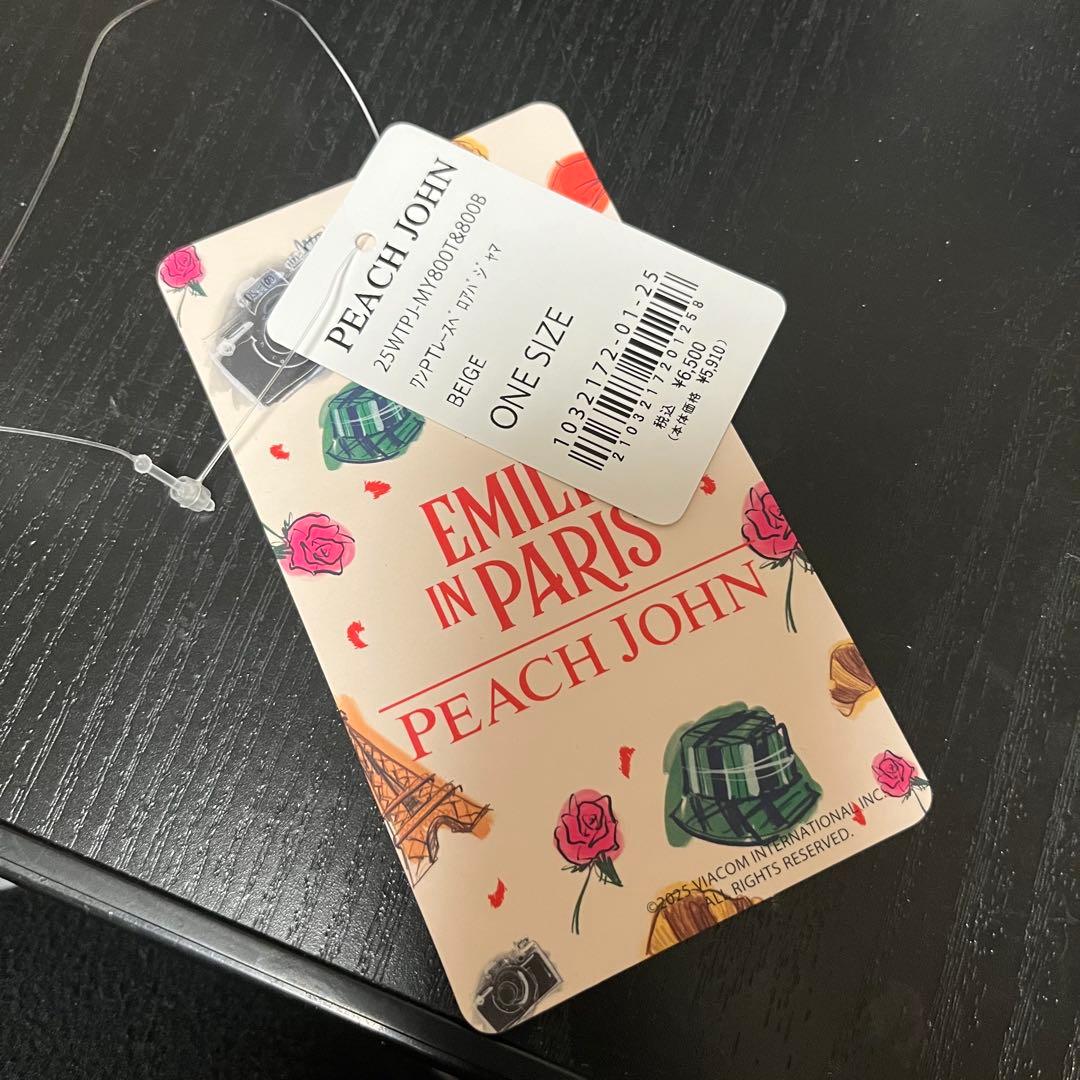 PEACH JOHN
25WTPJ-MY800T&800B
ﾜﾝPTﾚｰｽﾍﾞﾛｱﾊﾟｼﾞｬﾏ
BEIGE
ONE SIZE
1032172-01-25
2103217201258
税込 ¥6,500
(本体価格 ¥5,910)
EMIL
IN PARIS
PEACH JOHN
©2025 VIACOM INTERNATIONAL INC.
ALL RIGHTS RESERVED.